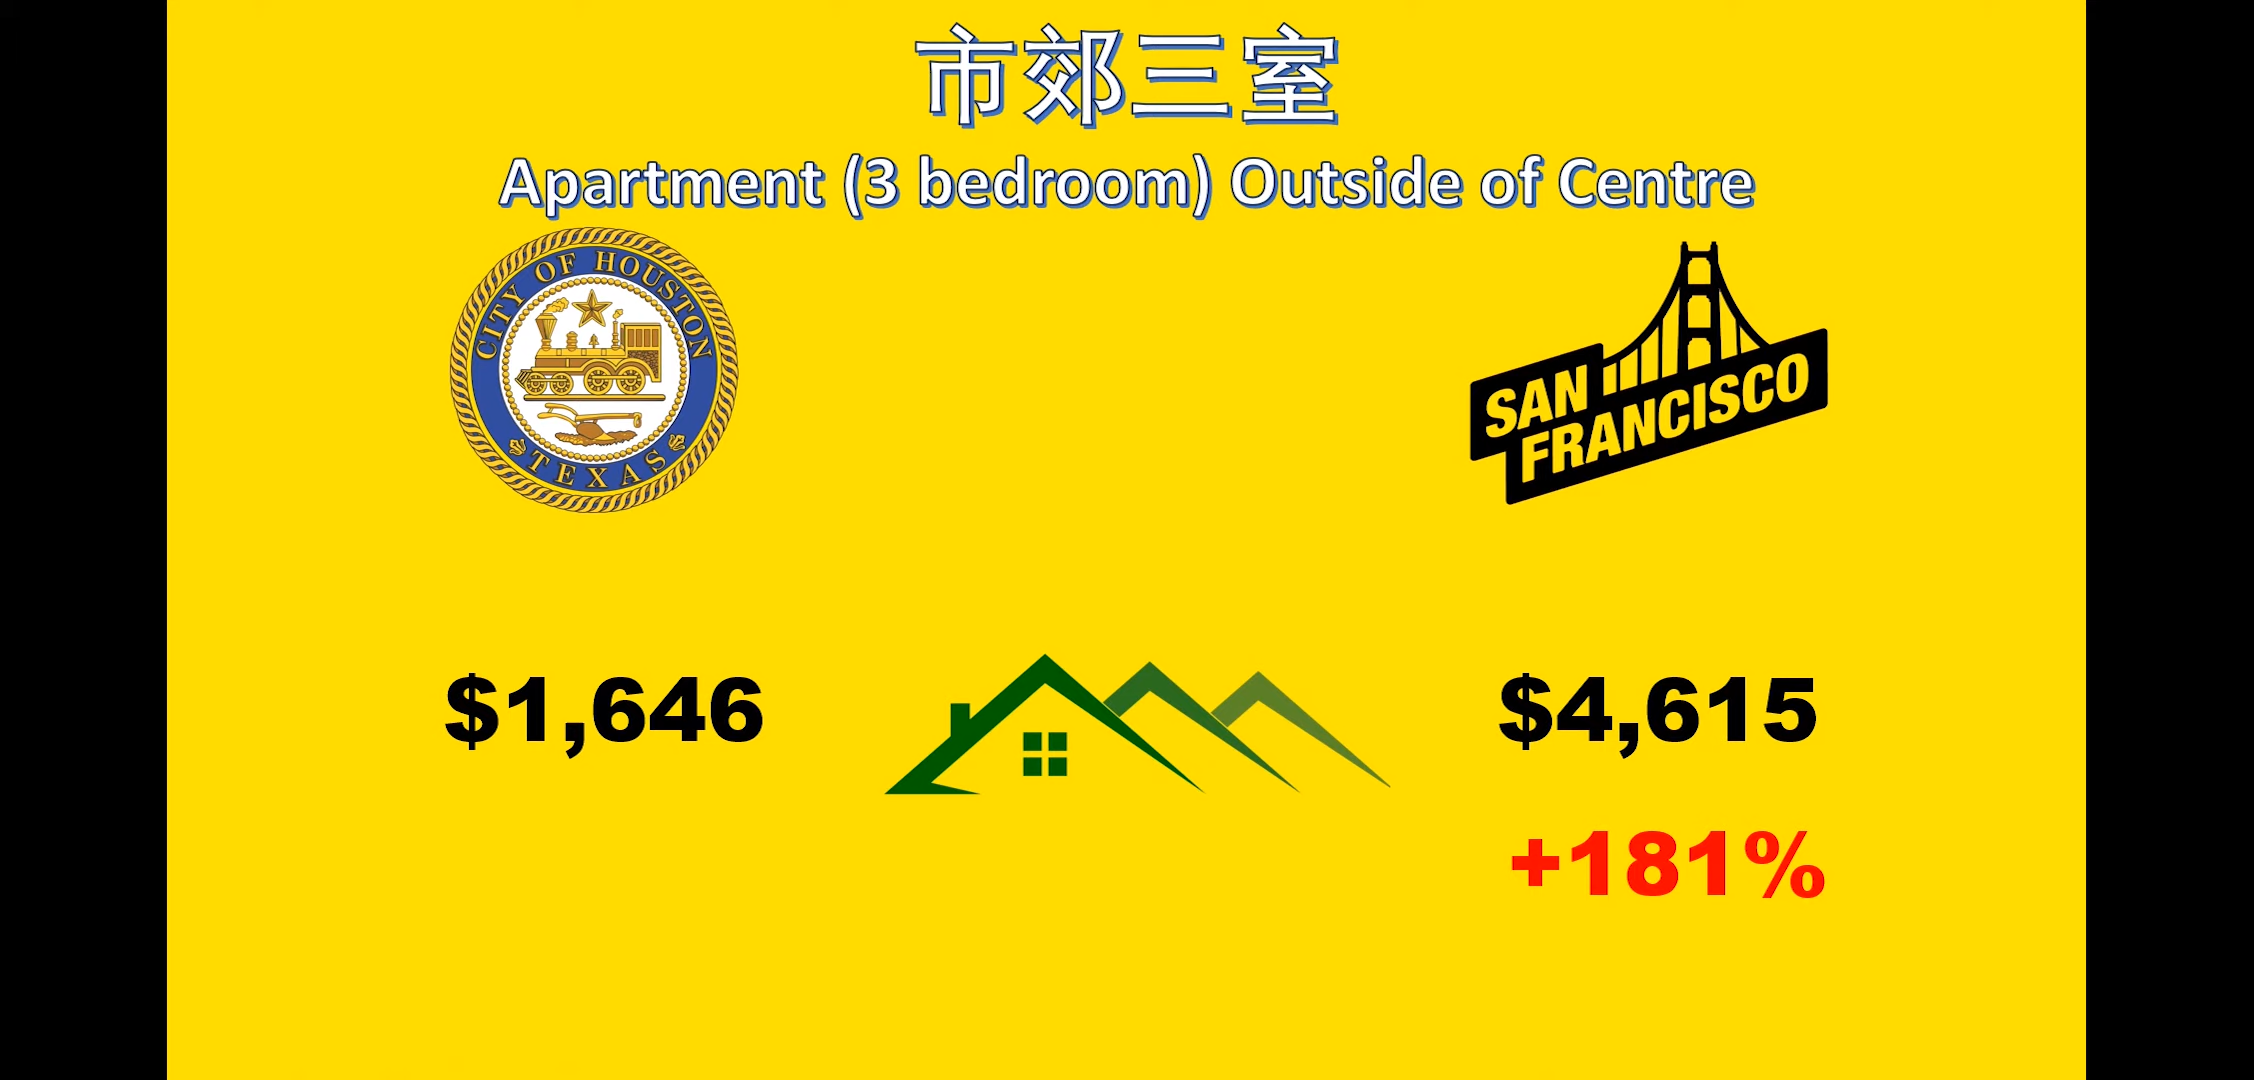 市郊三室
Apartment (3 bedroom) Outside of Centre
CITY OF HOUSTON
TEXAS
SAN
FRANCISCO
$1,646
$4,615
+181%